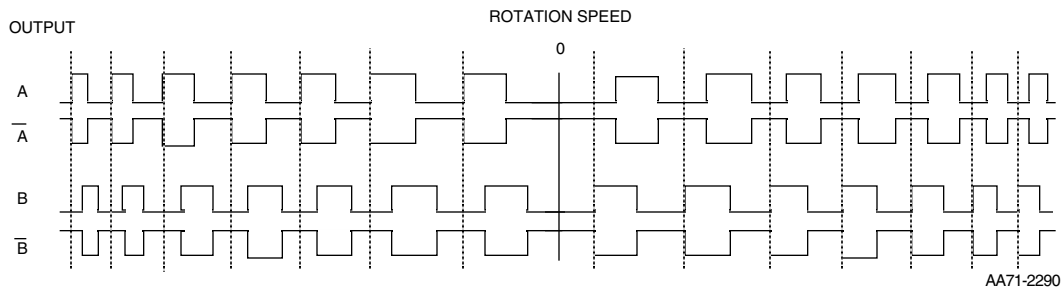 ROTATION SPEED
OUTPUT
0
A
A̅
B
B̅
AA71-2290